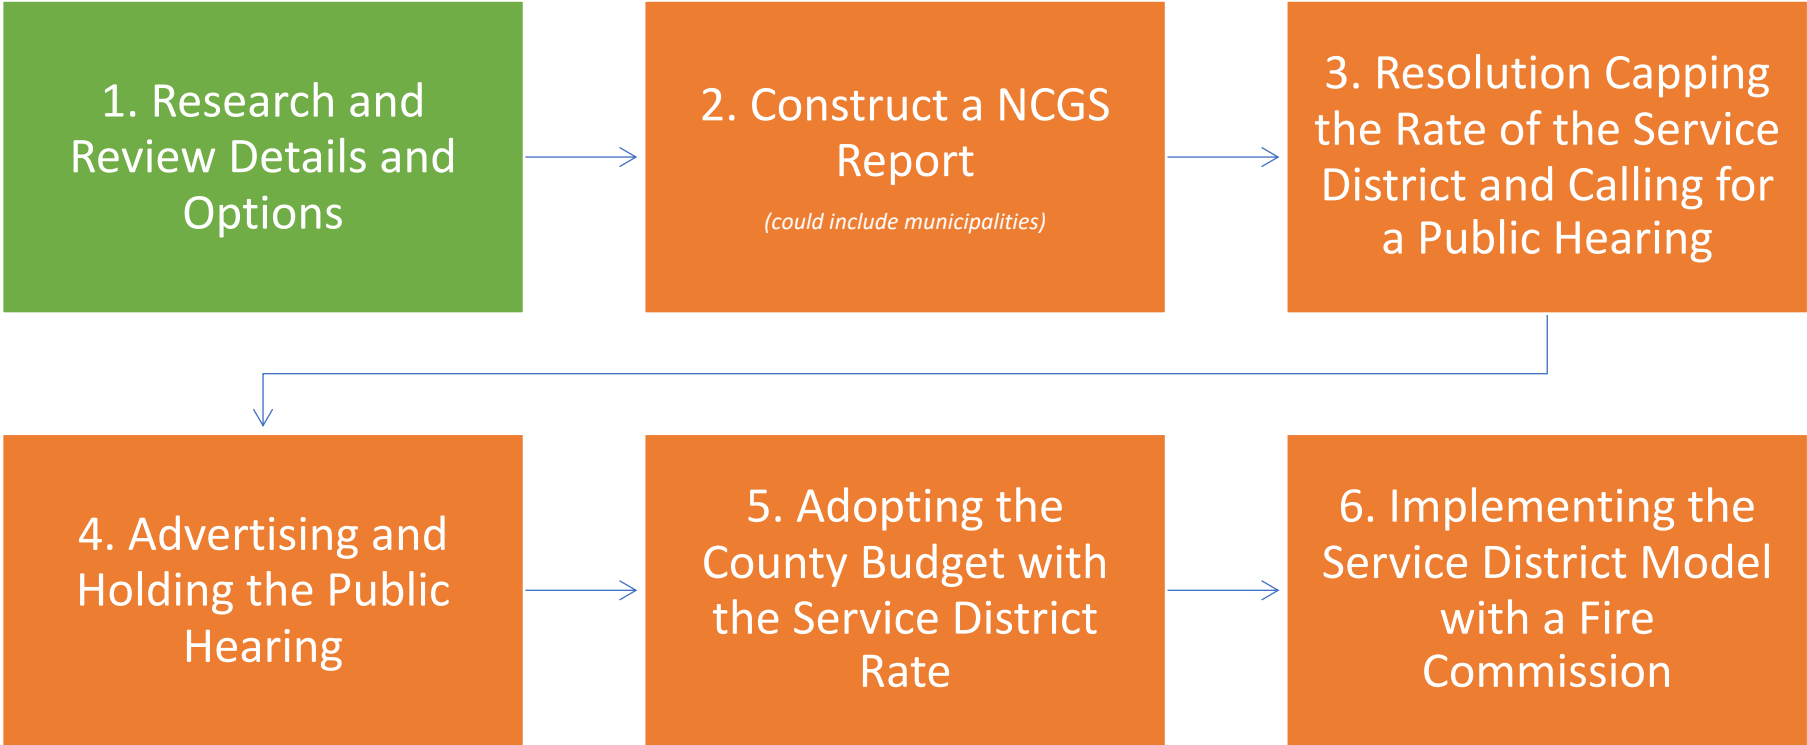 1. Research and
Review Details and
Options
2. Construct a NCGS
Report
(could include municipalities)
3. Resolution Capping
the Rate of the Service
District and Calling for
a Public Hearing
4. Advertising and
Holding the Public
Hearing
5. Adopting the
County Budget with
the Service District
Rate
6. Implementing the
Service District Model
with a Fire
Commission